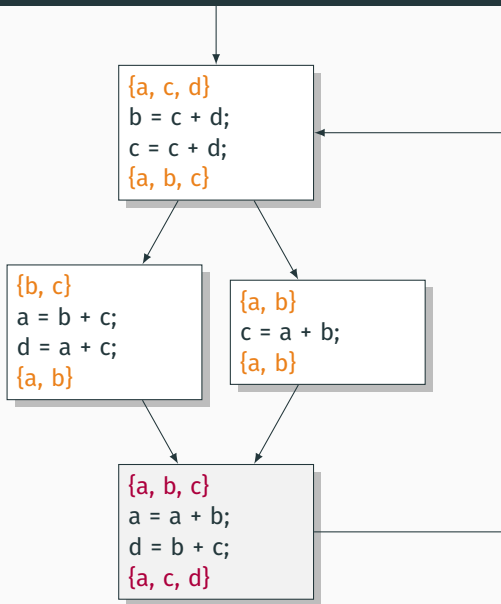 {a, c, d}
b = c + d;
c = c + d;
{a, b, c}
{b, c}
a = b + c;
d = a + c;
{a, b}
{a, b}
c = a + b;
{a, b}
{a, b, c}
a = a + b;
d = b + c;
{a, c, d}